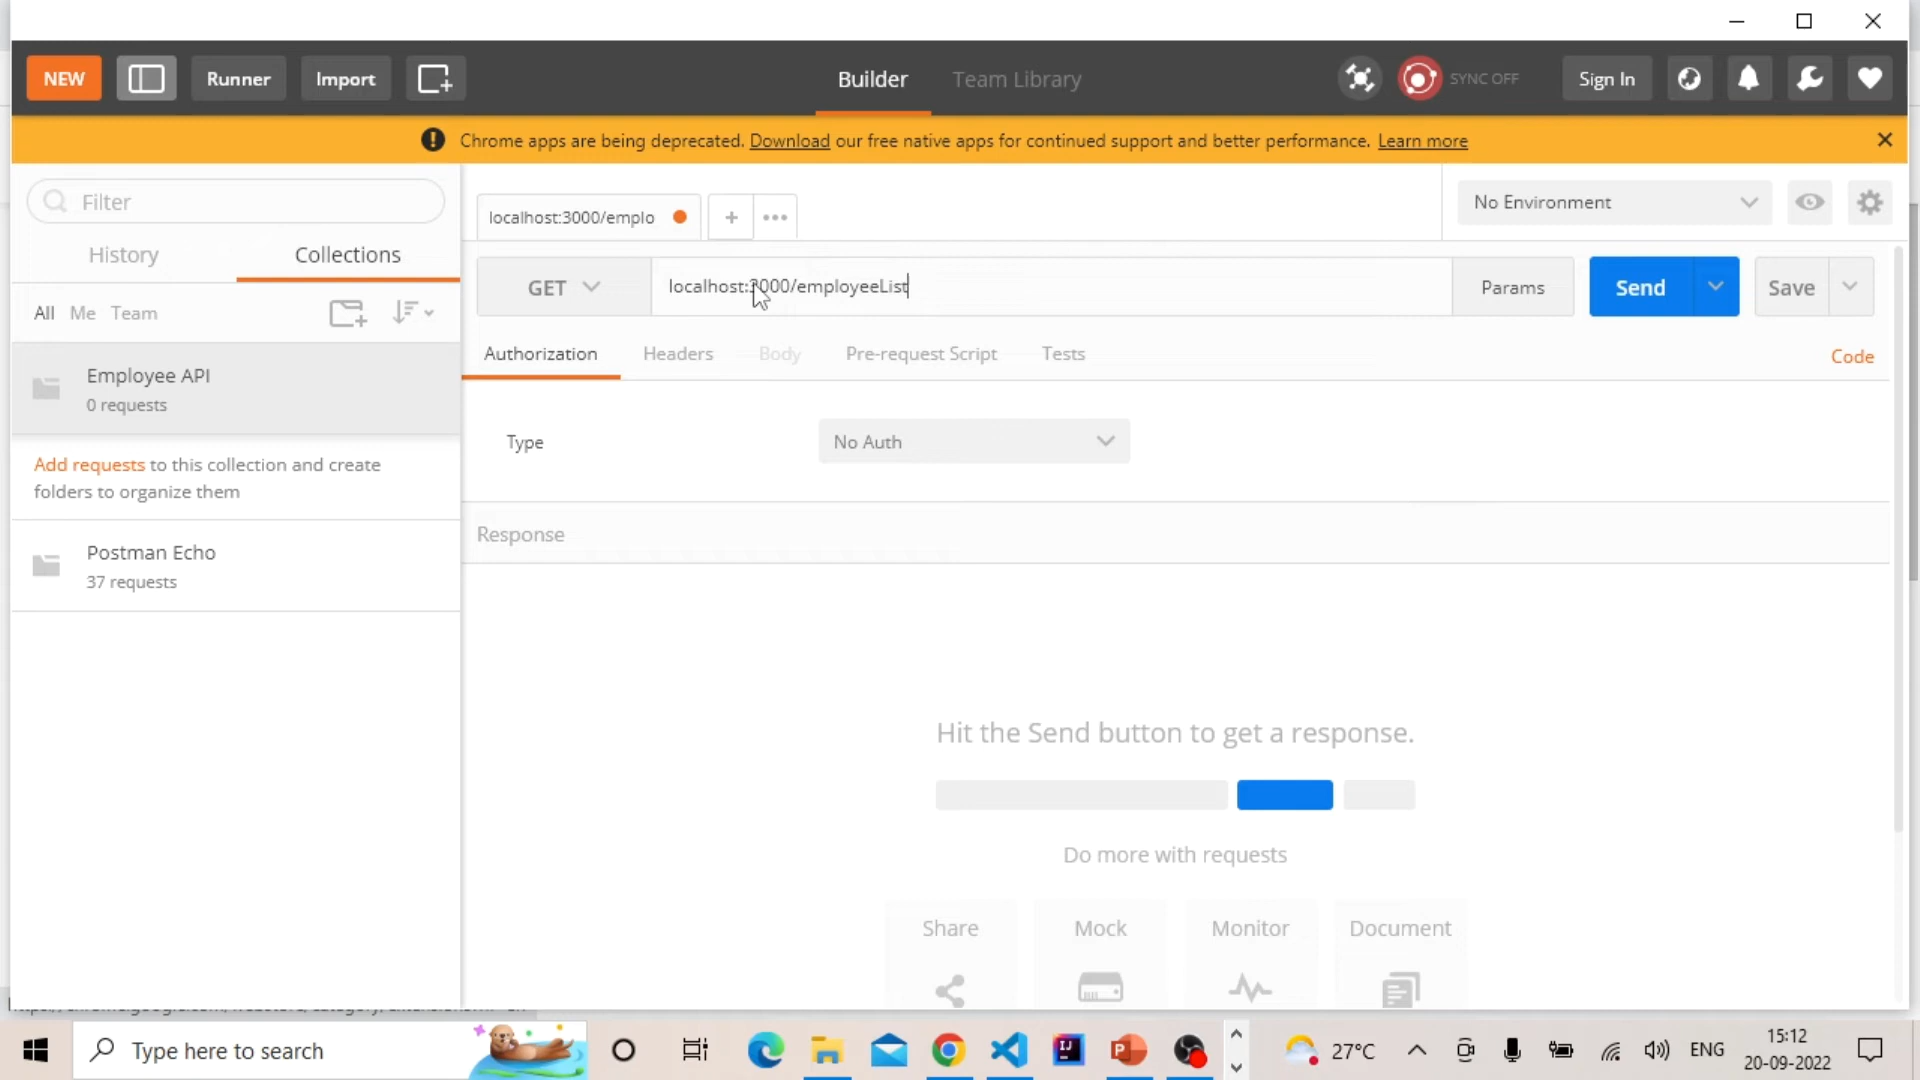 NEW
Runner
Import
Builder
Team Library
SYNC OFF
Sign In
Chrome apps are being deprecated. Download our free native apps for continued support and better performance. Learn more
Filter
History
Collections
All Me Team
Employee API
0 requests
Add requests to this collection and create
folders to organize them
Postman Echo
37 requests
localhost:3000/emplo
No Environment
GET
localhost:3000/employeeList
Params
Send
Save
Authorization
Headers
Body
Pre-request Script
Tests
Code
Type
No Auth
Response
Hit the Send button to get a response.
Do more with requests
Share
Mock
Monitor
Document
Type here to search
27°C
ENG
15:12
20-09-2022